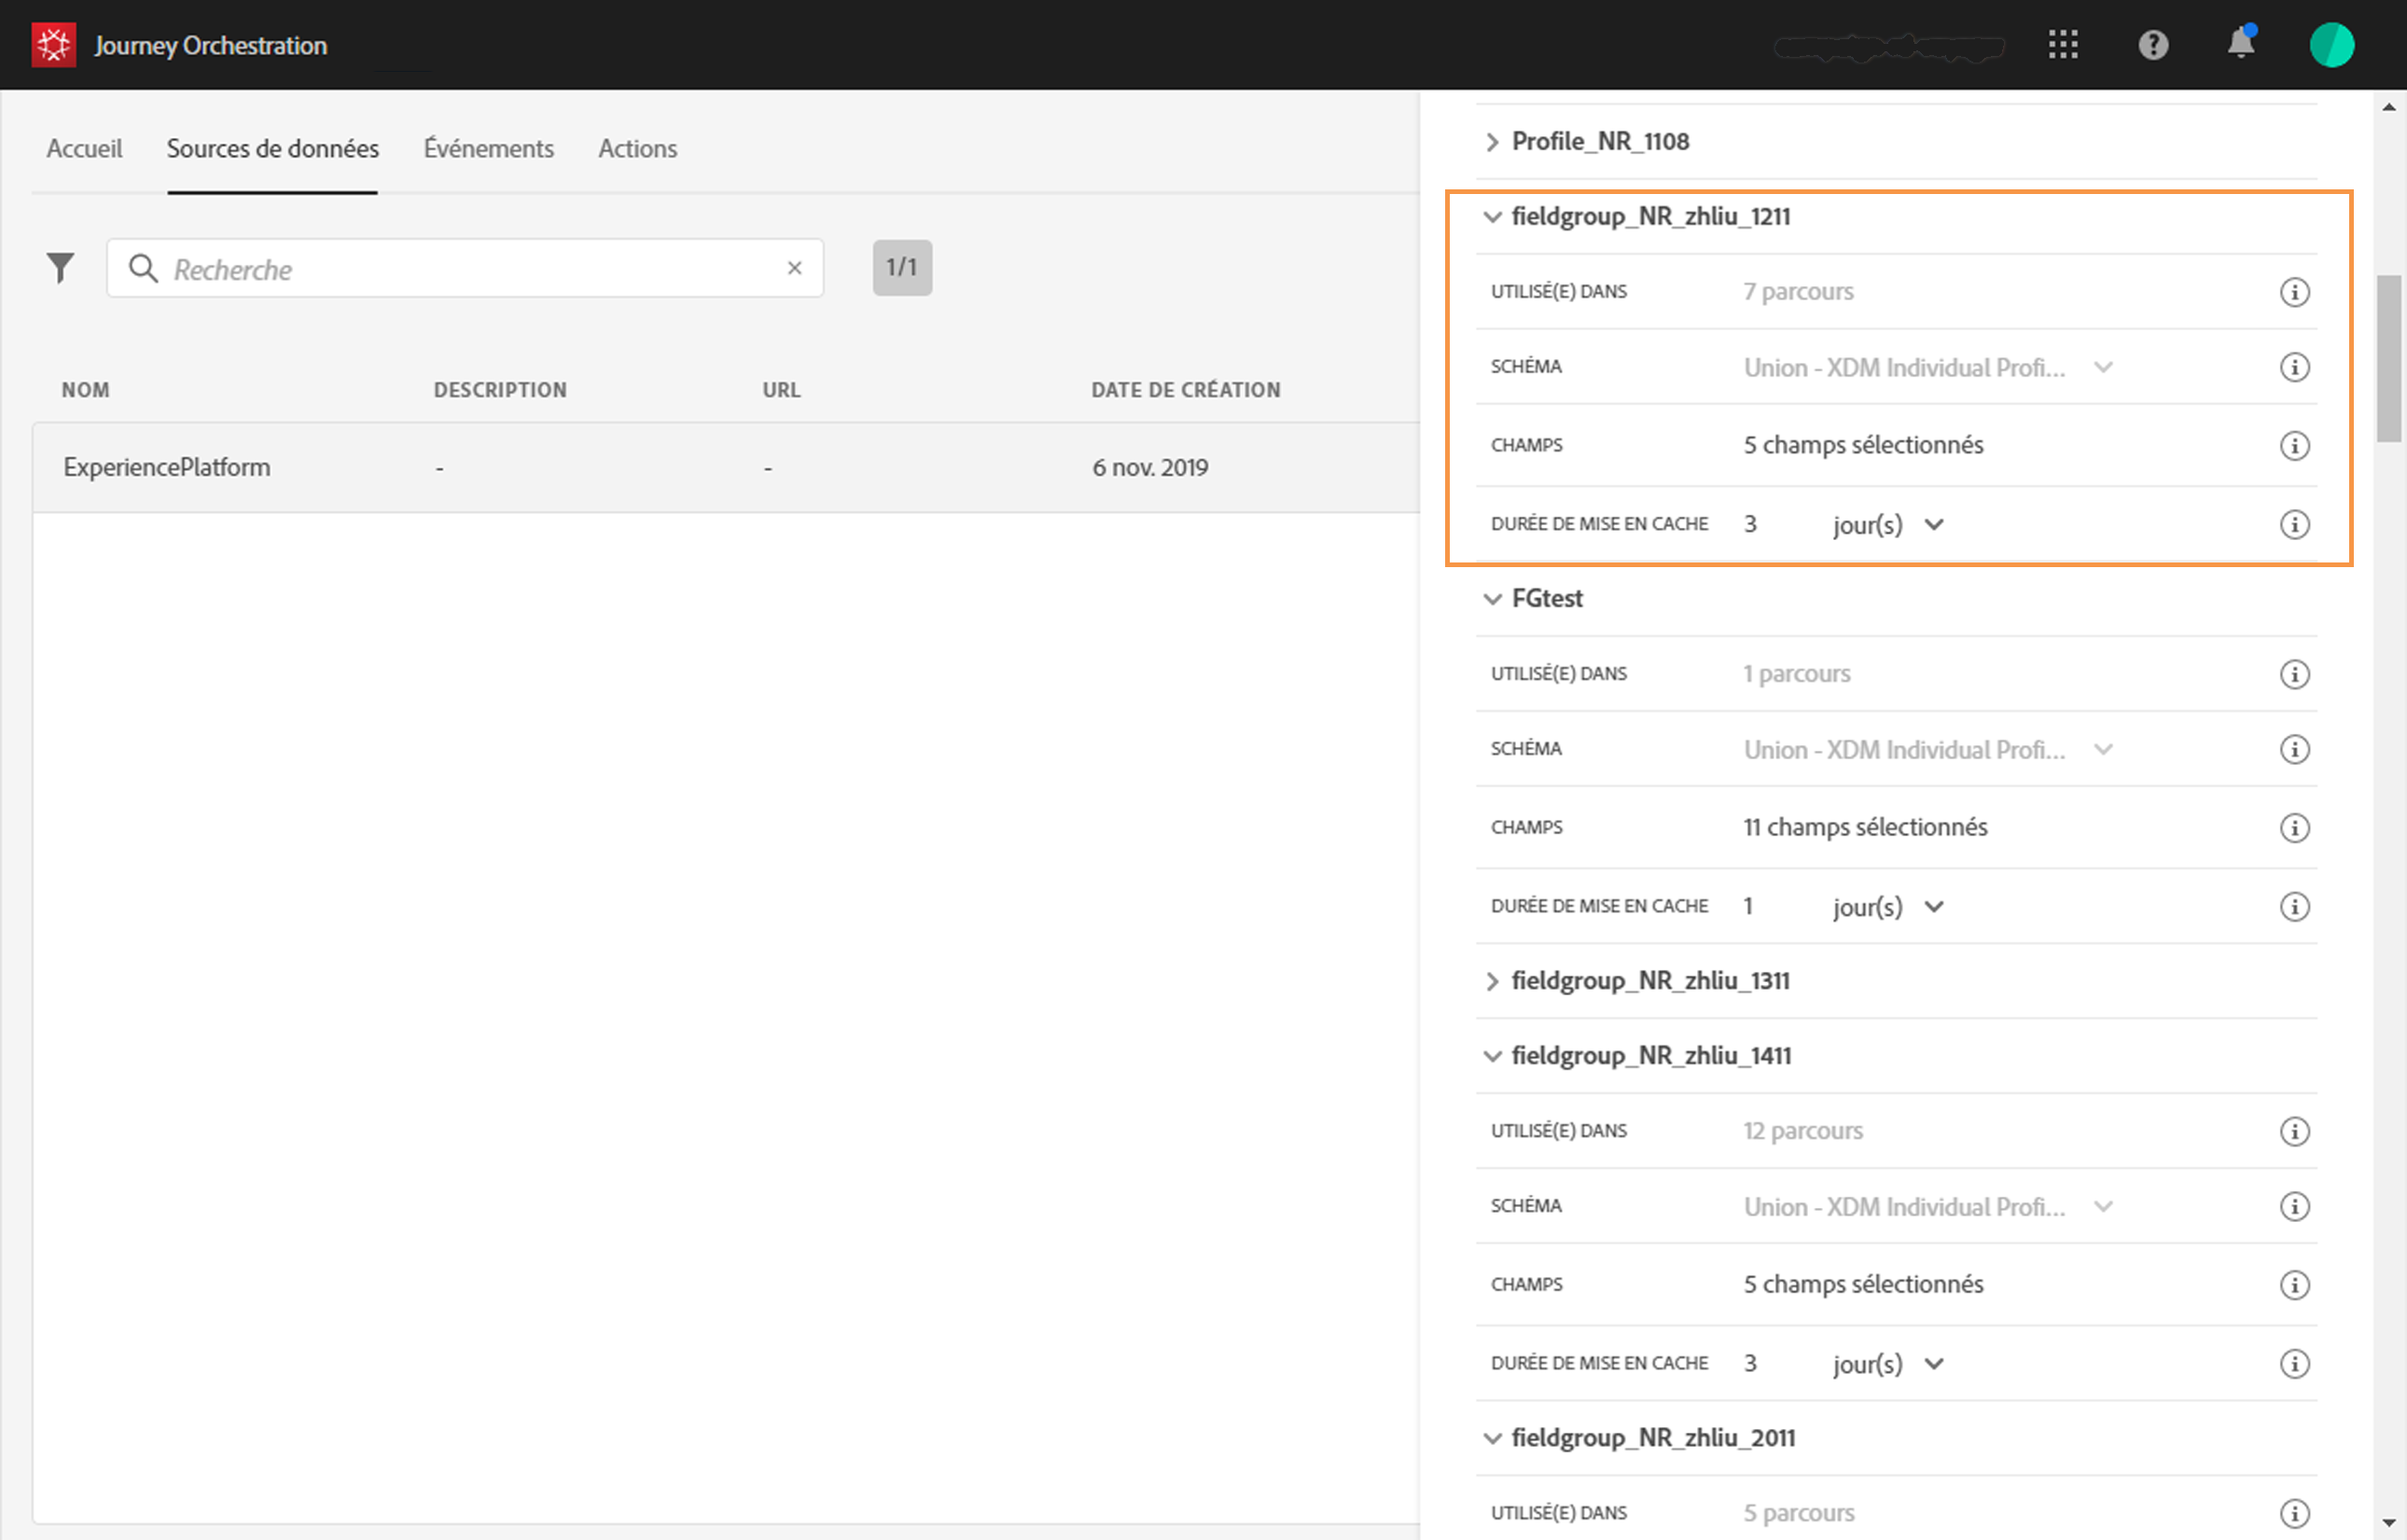 Journey Orchestration
Accueil Sources de données Événements Actions
Recherche 1/1
NOM DESCRIPTION URL DATE DE CRÉATION
ExperiencePlatform - - 6 nov. 2019
Profile_NR_1108
fieldgroup_NR_zhliu_1211
UTILISÉ(E) DANS 7 parcours
SCHÉMA Union - XDM Individual Profi...
CHAMPS 5 champs sélectionnés
DURÉE DE MISE EN CACHE 3 jour(s)
FGtest
UTILISÉ(E) DANS 1 parcours
SCHÉMA Union - XDM Individual Profi...
CHAMPS 11 champs sélectionnés
DURÉE DE MISE EN CACHE 1 jour(s)
fieldgroup_NR_zhliu_1311
fieldgroup_NR_zhliu_1411
UTILISÉ(E) DANS 12 parcours
SCHÉMA Union - XDM Individual Profi...
CHAMPS 5 champs sélectionnés
DURÉE DE MISE EN CACHE 3 jour(s)
fieldgroup_NR_zhliu_2011
UTILISÉ(E) DANS 5 parcours